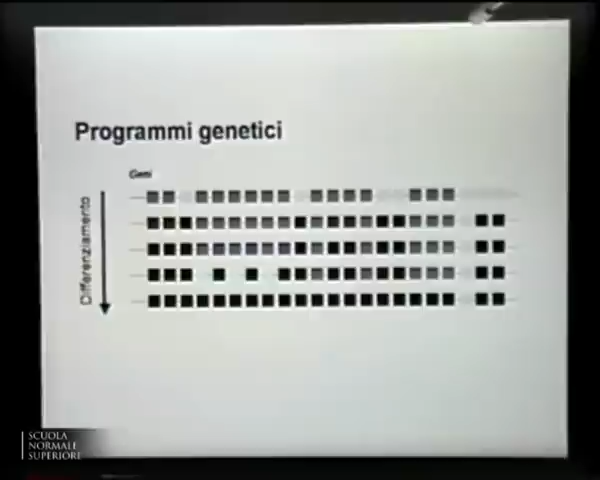 Programmi genetici
Geni
Differenziamento
SCUOLA
NORMALE
SUPERIORE